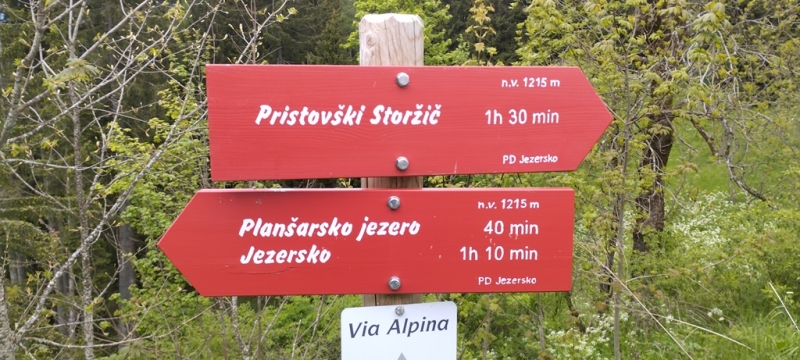 n.v. 1215 m
Pristovški Storžič 1h 30 min
PD Jezersko
n.v. 1215 m
Planšarsko jezero 40 min
Jezersko 1h 10 min
PD Jezersko
Via Alpina